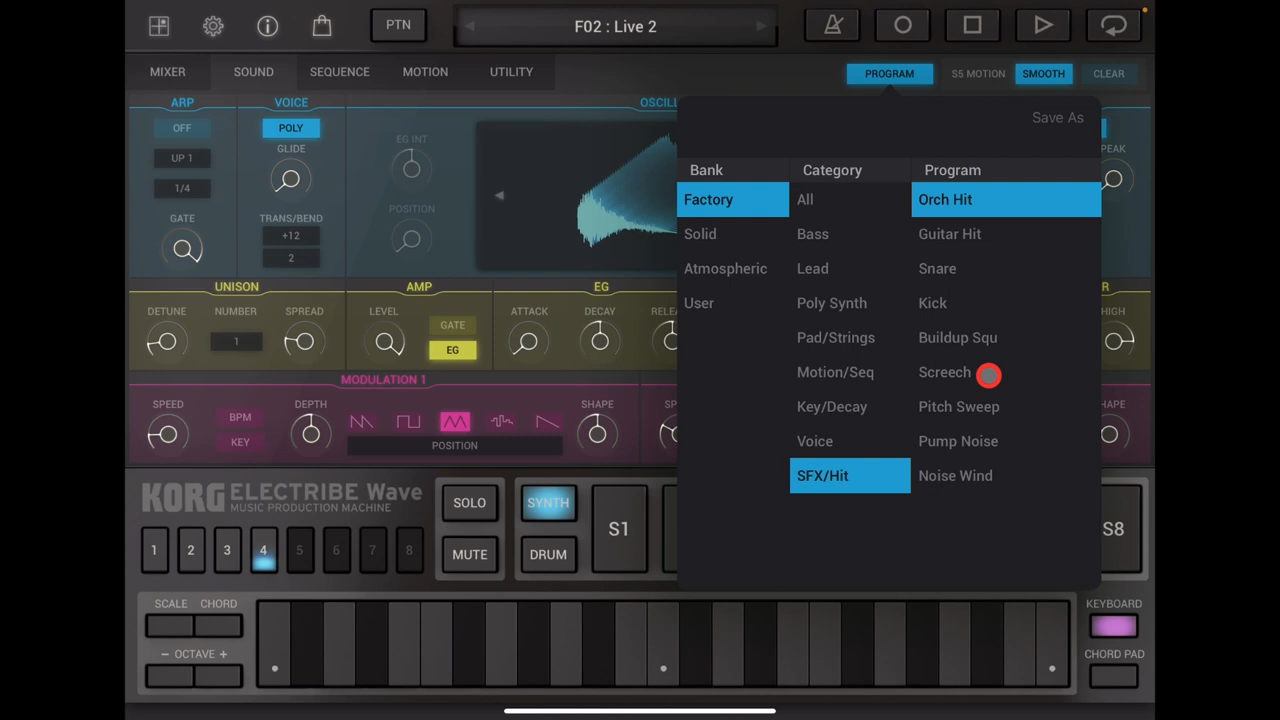 PTN
F02 : Live 2
MIXER
SOUND
SEQUENCE
MOTION
UTILITY
PROGRAM
S5 MOTION
SMOOTH
CLEAR
ARP
OFF
UP 1
1/4
GATE
VOICE
POLY
GLIDE
TRANS/BEND
+12
2
OSCILL
EG INT
POSITION
PEAK
Save As
Bank
Category
Program
Factory
Solid
Atmospheric
User
All
Bass
Lead
Poly Synth
Pad/Strings
Motion/Seq
Key/Decay
Voice
SFX/Hit
Orch Hit
Guitar Hit
Snare
Kick
Buildup Squ
Screech
Pitch Sweep
Pump Noise
Noise Wind
UNISON
DETUNE
NUMBER
SPREAD
1
AMP
LEVEL
GATE
EG
EG
ATTACK
DECAY
RELEA
R
HIGH
MODULATION 1
SPEED
BPM
KEY
DEPTH
SHAPE
POSITION
SP
HAPE
KORG ELECTRIBE Wave
MUSIC PRODUCTION MACHINE
1
2
3
4
5
6
7
8
SOLO
MUTE
SYNTH
DRUM
S1
S8
SCALE
CHORD
− OCTAVE +
KEYBOARD
CHORD PAD